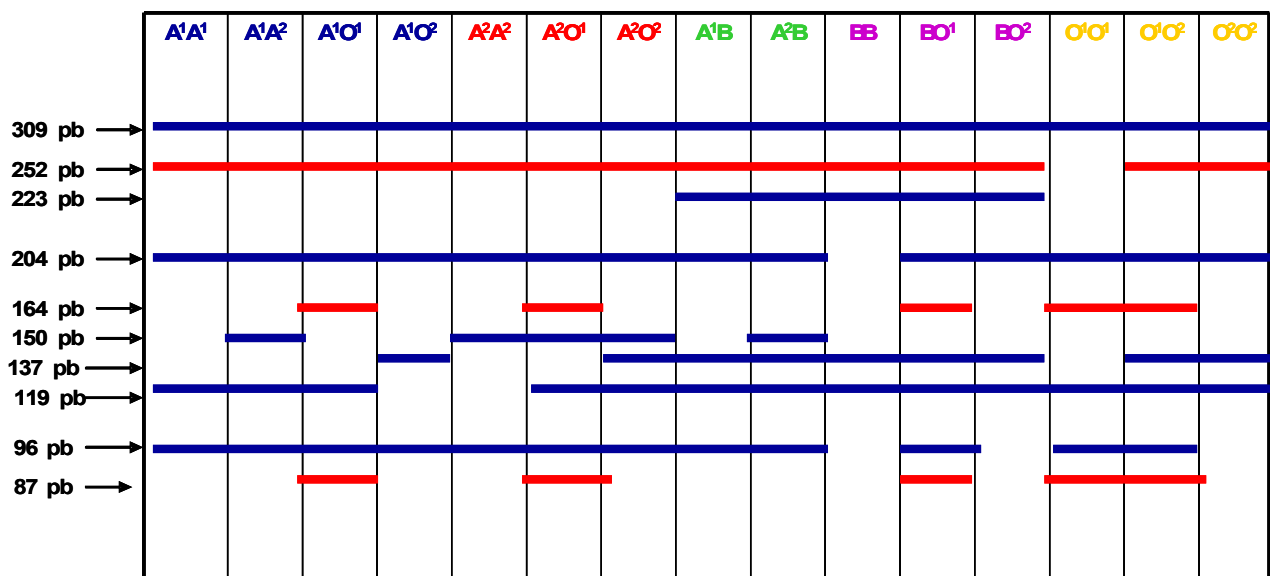 A¹A¹ A¹A² A¹O¹ A¹O² A²A² A²O¹ A²O² A¹B A²B BB BO¹ BO² O¹O¹ O¹O² O²O²
309 pb
252 pb
223 pb
204 pb
164 pb
150 pb
137 pb
119 pb
96 pb
87 pb